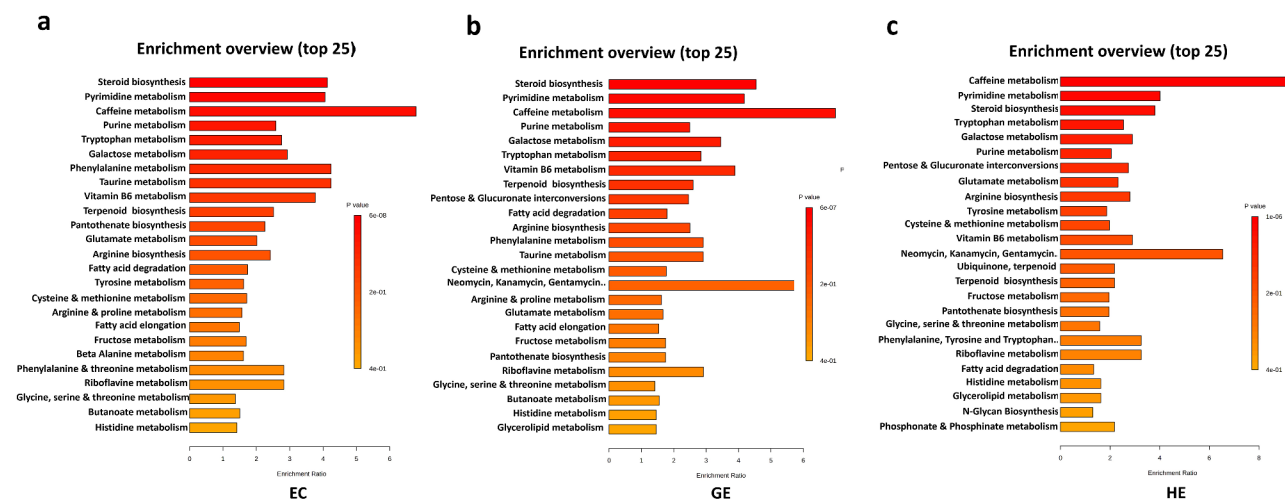 a
Enrichment overview (top 25)
Steroid biosynthesis
Pyrimidine metabolism
Caffeine metabolism
Purine metabolism
Tryptophan metabolism
Galactose metabolism
Phenylalanine metabolism
Taurine metabolism
Vitamin B6 metabolism
Terpenoid biosynthesis
Pantothenate biosynthesis
Glutamate metabolism
Arginine biosynthesis
Fatty acid degradation
Tyrosine metabolism
Cysteine & methionine metabolism
Arginine & proline metabolism
Fatty acid elongation
Fructose metabolism
Beta Alanine metabolism
Phenylalanine & threonine metabolism
Riboflavine metabolism
Glycine, serine & threonine metabolism
Butanoate metabolism
Histidine metabolism
P value
6e-08
2e-01
4e-01
0 1 2 3 4 5 6
Enrichment Ratio
EC
b
Enrichment overview (top 25)
Steroid biosynthesis
Pyrimidine metabolism
Caffeine metabolism
Purine metabolism
Galactose metabolism
Tryptophan metabolism
Vitamin B6 metabolism
Terpenoid biosynthesis
Pentose & Glucuronate interconversions
Fatty acid degradation
Arginine biosynthesis
Phenylalanine metabolism
Taurine metabolism
Cysteine & methionine metabolism
Neomycin, Kanamycin, Gentamycin..
Arginine & proline metabolism
Glutamate metabolism
Fatty acid elongation
Fructose metabolism
Pantothenate biosynthesis
Riboflavine metabolism
Glycine, serine & threonine metabolism
Butanoate metabolism
Histidine metabolism
Glycerolipid metabolism
P
P value
6e-07
2e-01
4e-01
0 1 2 3 4 5 6
Enrichment Ratio
GE
c
Enrichment overview (top 25)
Caffeine metabolism
Pyrimidine metabolism
Steroid biosynthesis
Tryptophan metabolism
Galactose metabolism
Purine metabolism
Pentose & Glucuronate interconversions
Glutamate metabolism
Arginine biosynthesis
Tyrosine metabolism
Cysteine & methionine metabolism
Vitamin B6 metabolism
Neomycin, Kanamycin, Gentamycin.
Ubiquinone, terpenoid
Terpenoid biosynthesis
Fructose metabolism
Pantothenate biosynthesis
Glycine, serine & threonine metabolism
Phenylalanine, Tyrosine and Tryptophan..
Riboflavine metabolism
Fatty acid degradation
Histidine metabolism
Glycerolipid metabolism
N-Glycan Biosynthesis
Phosphonate & Phosphinate metabolism
P value
1e-06
2e-01
4e-01
0 2 4 6 8
Enrichment Ratio
HE